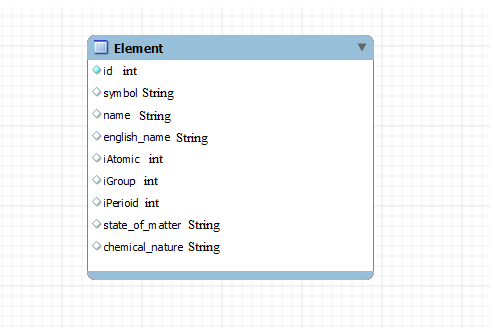 Element
id int
symbol String
name String
english_name String
iAtomic int
iGroup int
iPerioid int
state_of_matter String
chemical_nature String